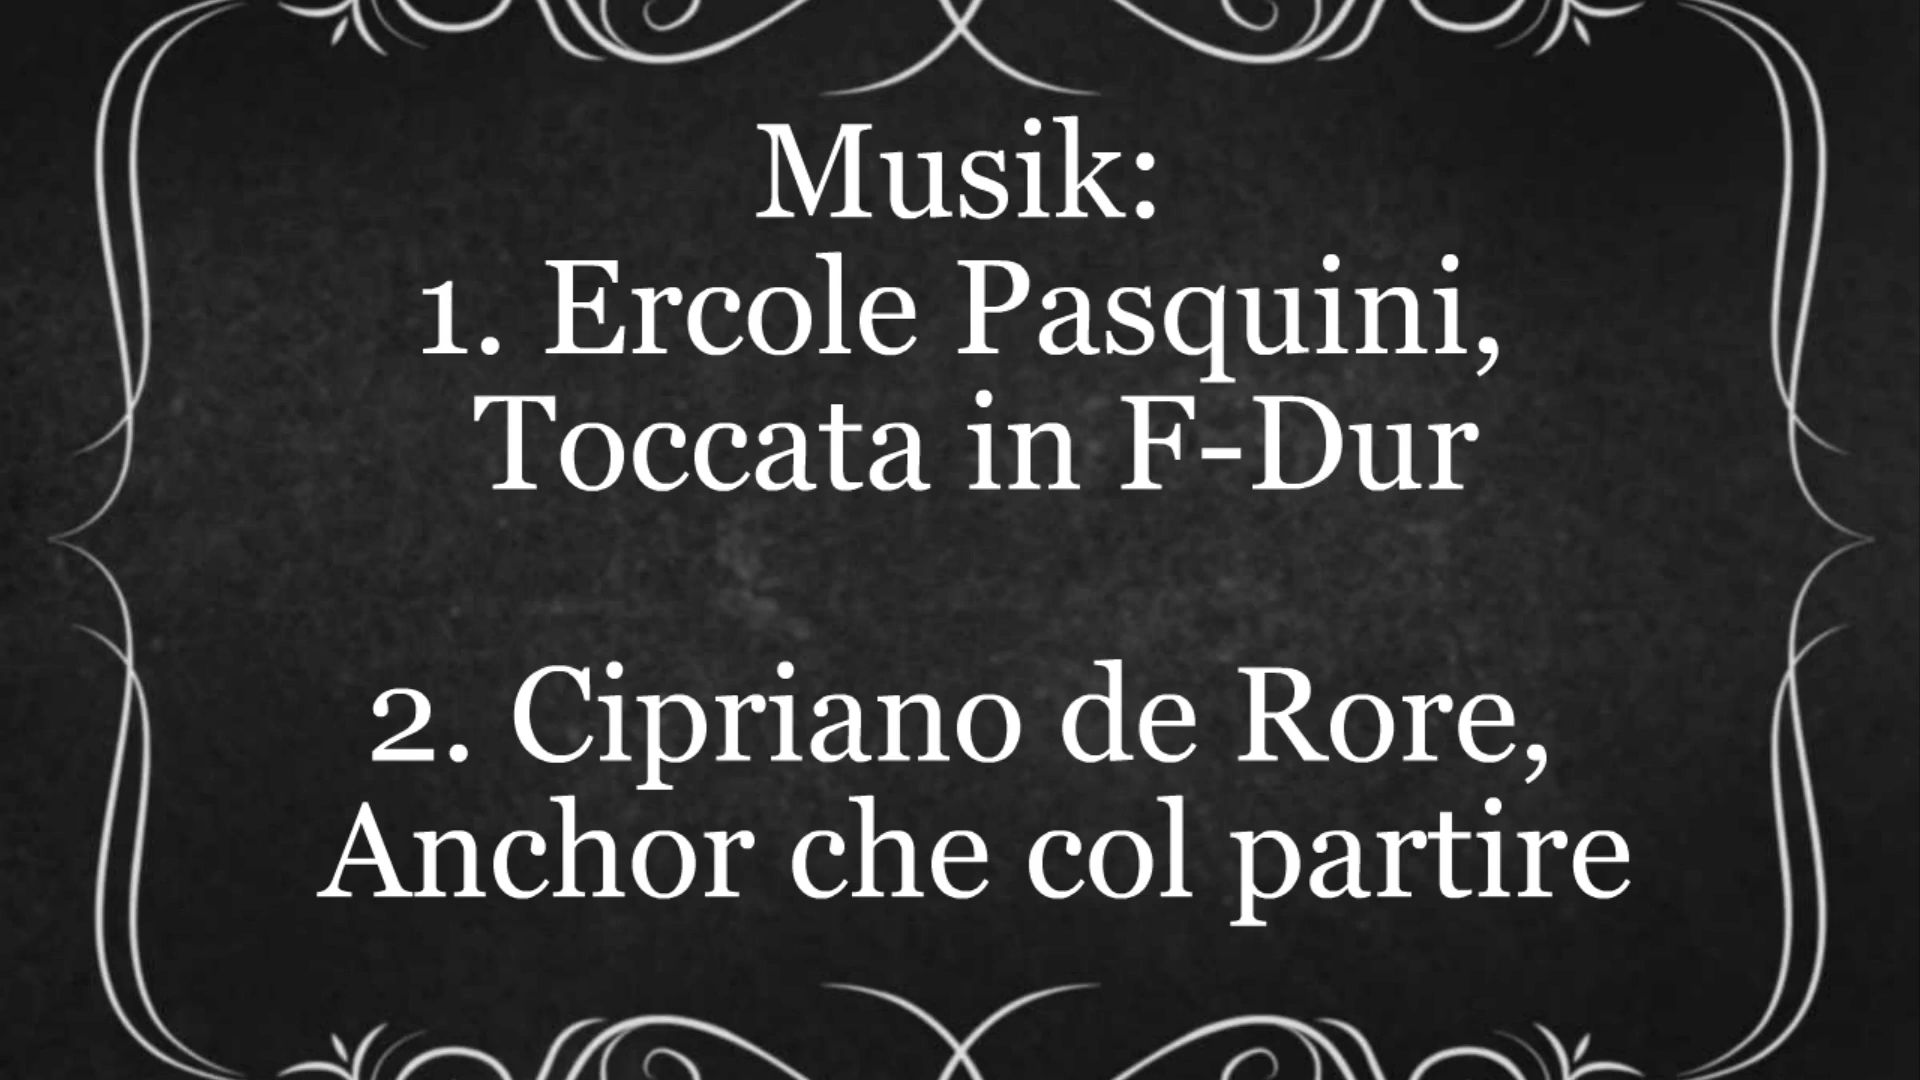 Musik:
1. Ercole Pasquini,
Toccata in F-Dur
2. Cipriano de Rore,
Anchor che col partire